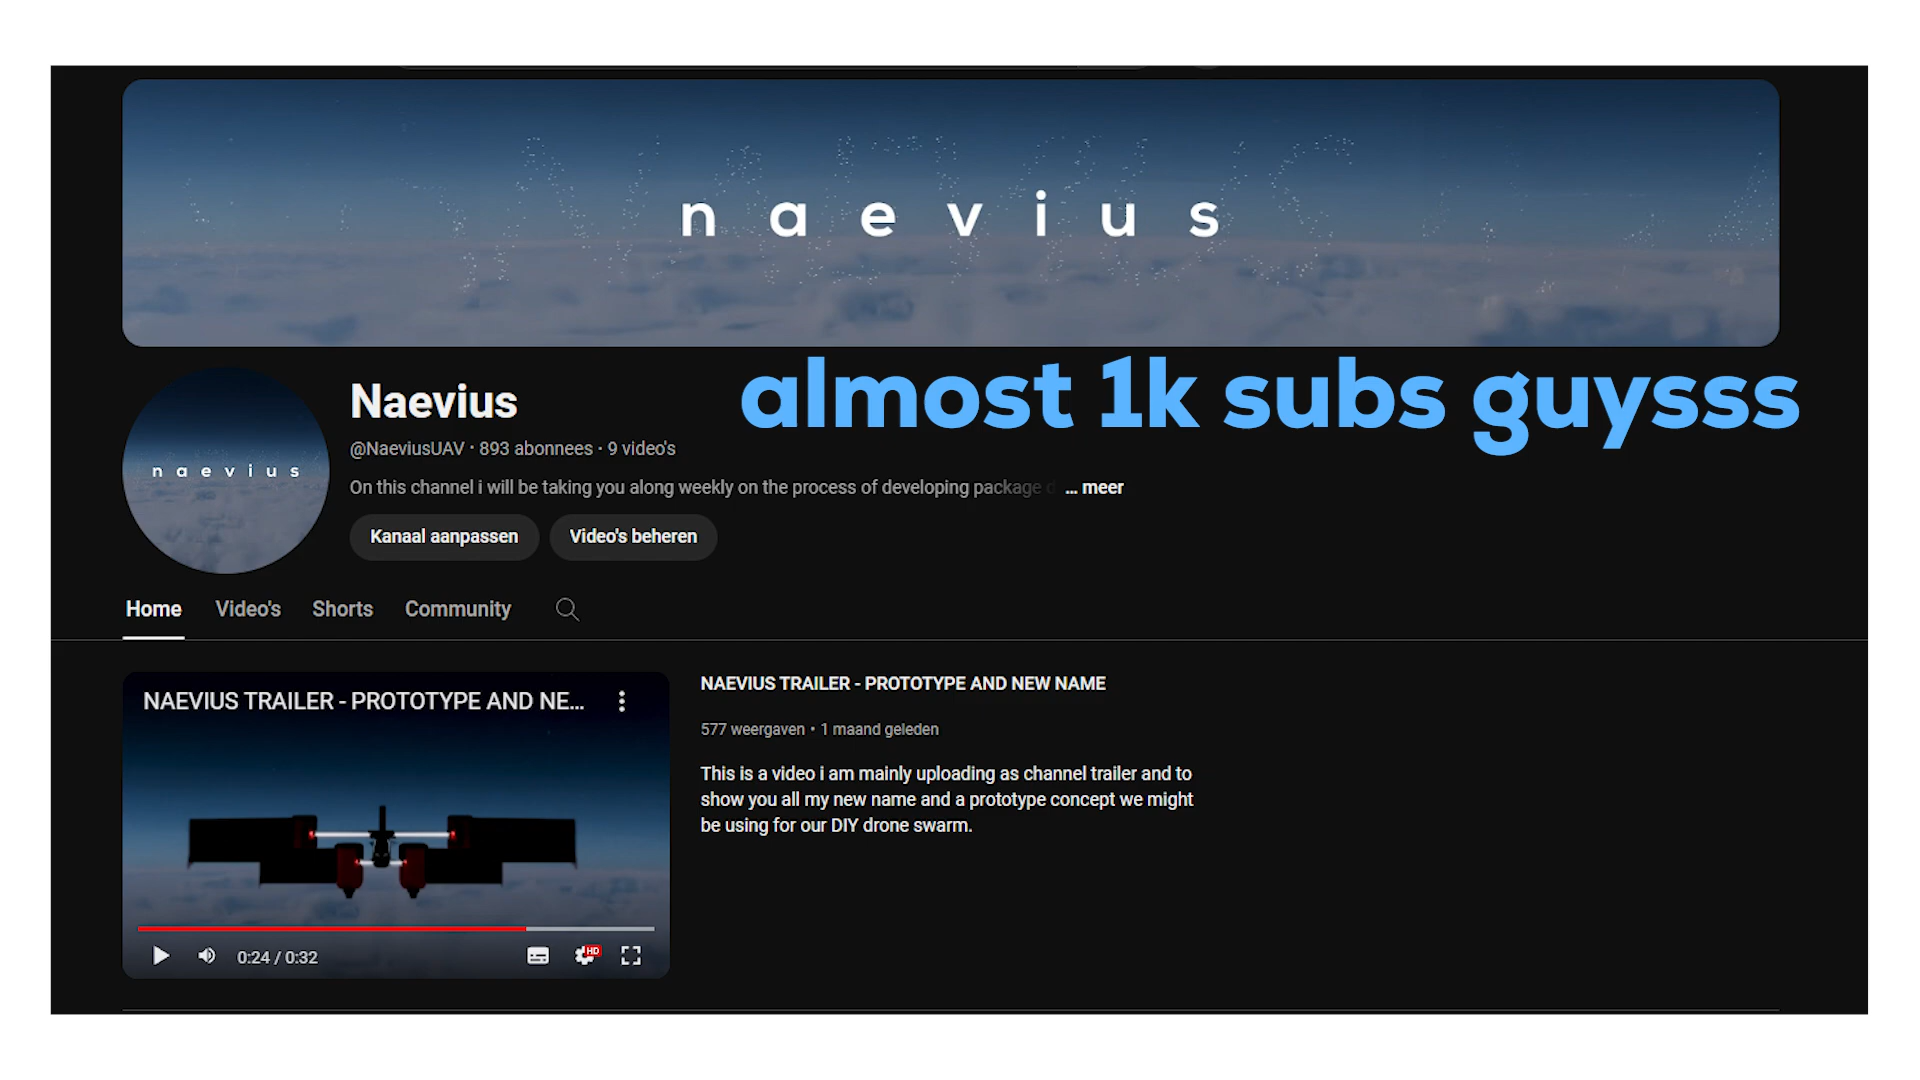 n a e v i u s
almost 1k subs guysss
Naevius
@NaeviusUAV · 893 abonnees · 9 video's
n a e v i u s
On this channel i will be taking you along weekly on the process of developing package ... meer
Kanaal aanpassen Video's beheren
Home Video's Shorts Community
NAEVIUS TRAILER - PROTOTYPE AND NE...
0:24 / 0:32
HD
NAEVIUS TRAILER - PROTOTYPE AND NEW NAME
577 weergaven · 1 maand geleden
This is a video i am mainly uploading as channel trailer and to
show you all my new name and a prototype concept we might
be using for our DIY drone swarm.